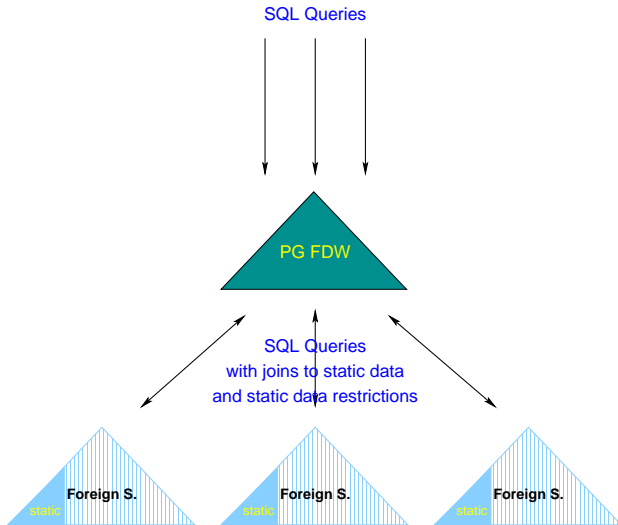 SQL Queries
PG FDW
SQL Queries
with joins to static data
and static data restrictions
Foreign S.
static
Foreign S.
static
Foreign S.
static